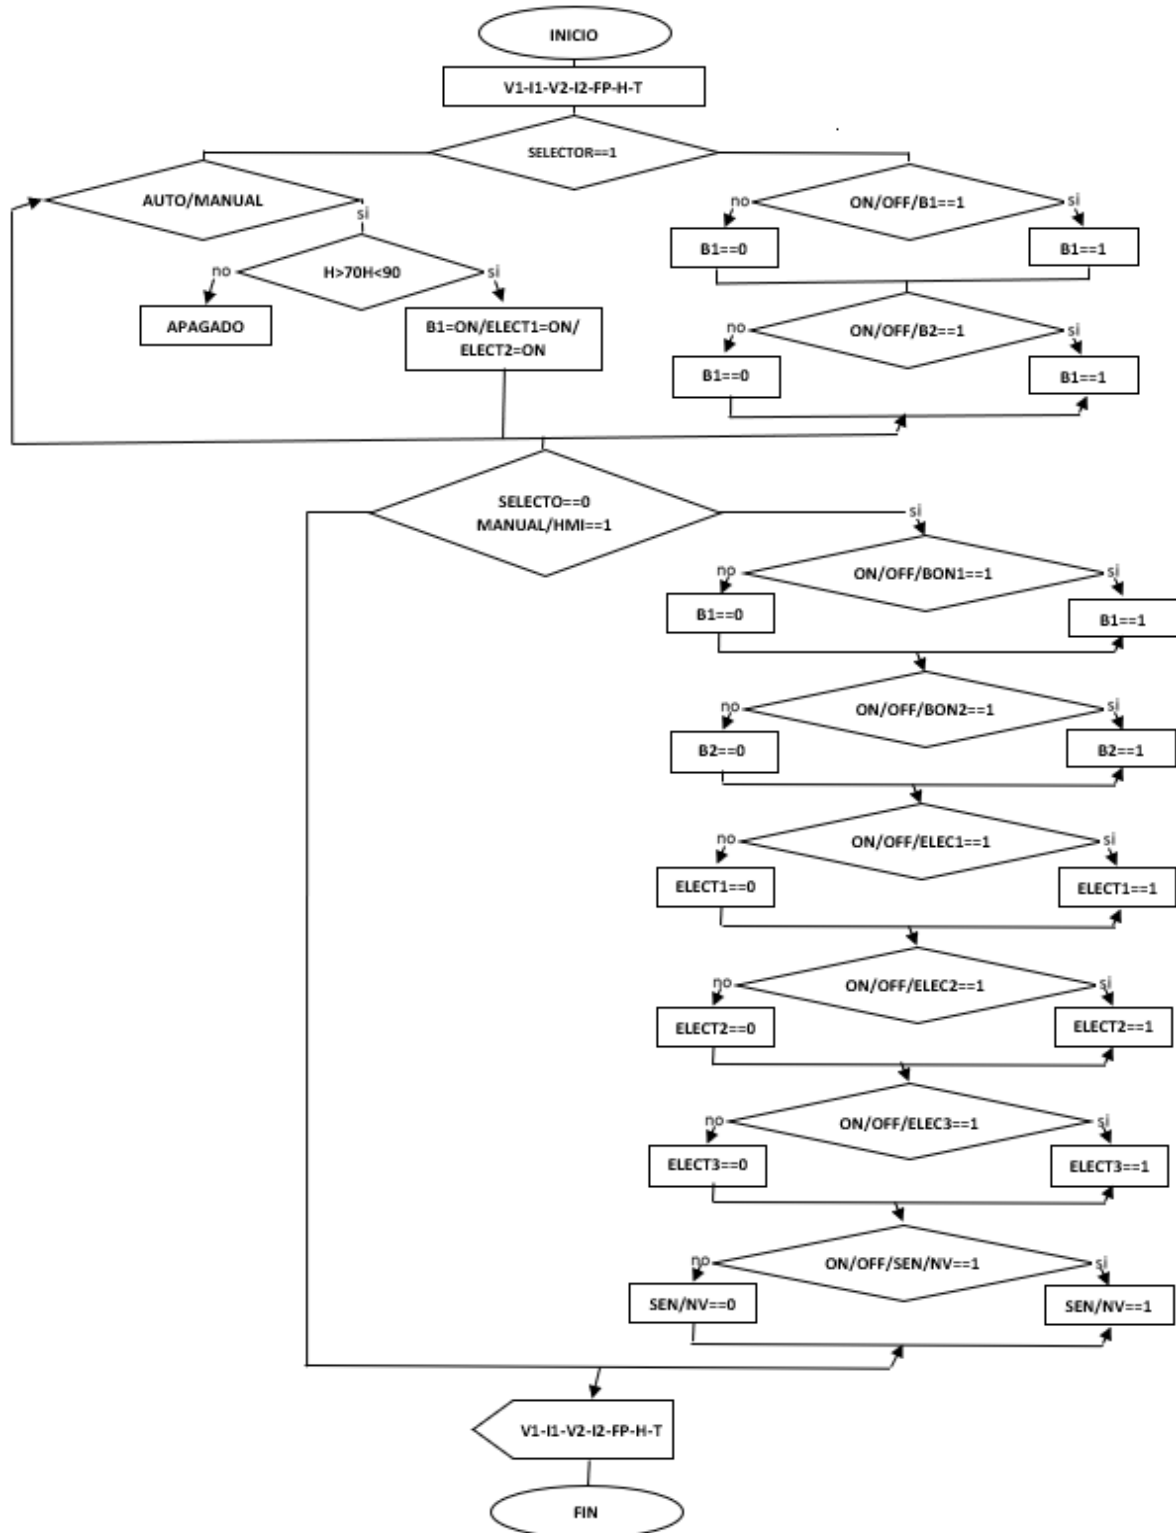 INICIO
V1-I1-V2-I2-FP-H-T
SELECTOR==1
AUTO/MANUAL
si
H>70H<90
no
si
APAGADO
B1=ON/ELECT1=ON/
ELECT2=ON
ON/OFF/B1==1
no
si
B1==0
B1==1
ON/OFF/B2==1
no
si
B1==0
B1==1
SELECTO==0
MANUAL/HMI==1
si
ON/OFF/BON1==1
no
si
B1==0
B1==1
ON/OFF/BON2==1
no
si
B2==0
B2==1
ON/OFF/ELEC1==1
no
si
ELECT1==0
ELECT1==1
ON/OFF/ELEC2==1
no
si
ELECT2==0
ELECT2==1
ON/OFF/ELEC3==1
no
si
ELECT3==0
ELECT3==1
ON/OFF/SEN/NV==1
no
si
SEN/NV==0
SEN/NV==1
V1-I1-V2-I2-FP-H-T
FIN